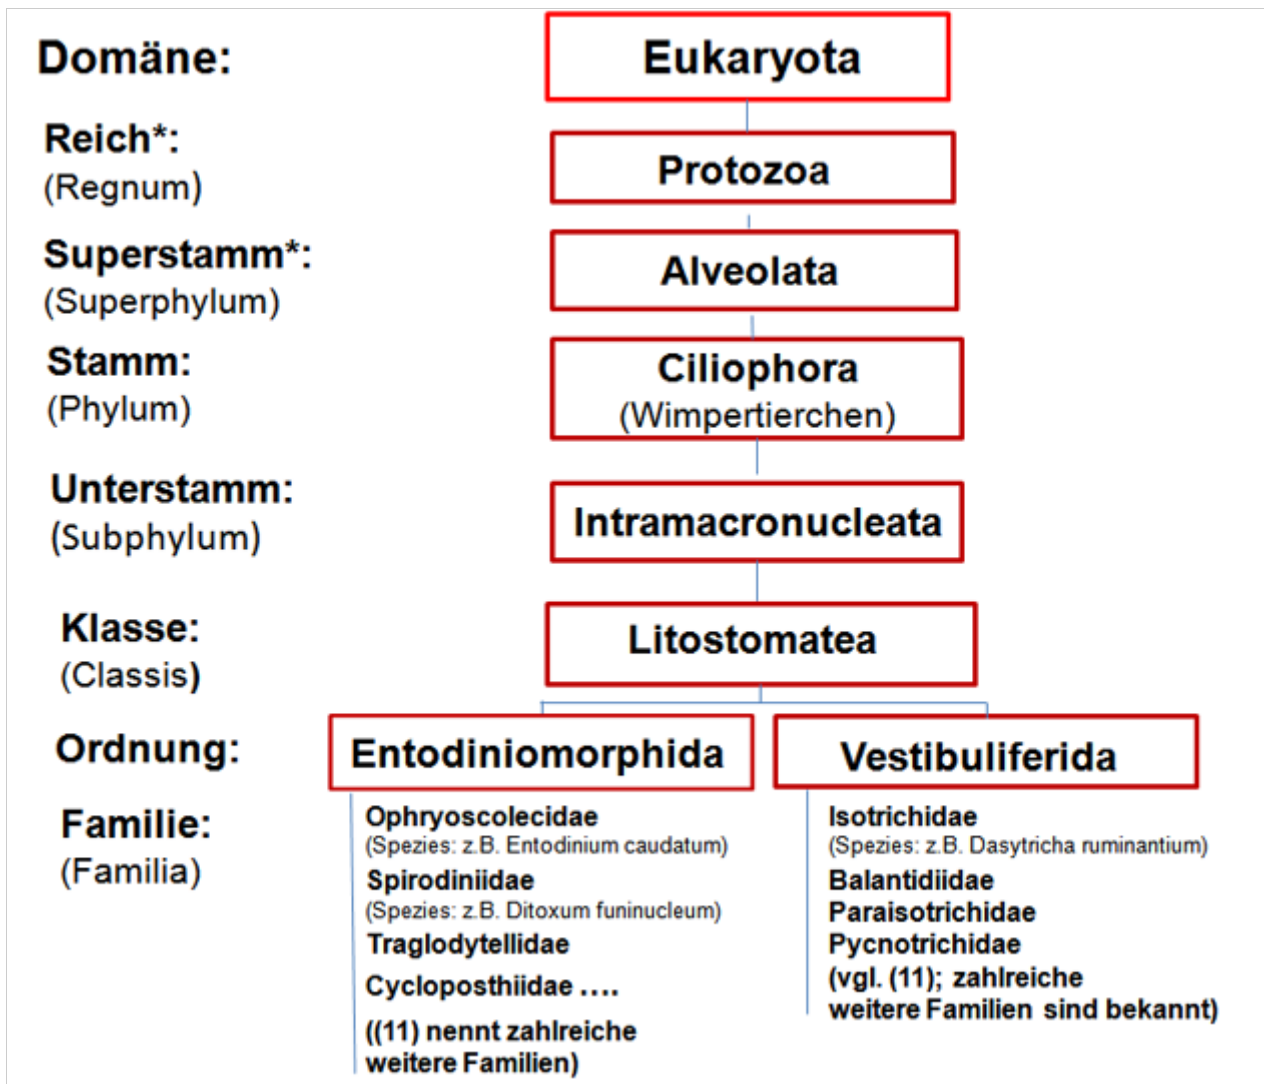 Domäne:
Eukaryota
Reich*:
(Regnum)
Protozoa
Superstamm*:
(Superphylum)
Alveolata
Stamm:
(Phylum)
Ciliophora
(Wimpertierchen)
Unterstamm:
(Subphylum)
Intramacronucleata
Klasse:
(Classis)
Litostomatea
Ordnung:
Entodiniomorphida
Vestibuliferida
Familie:
(Familia)
Ophryoscolecidae
(Spezies: z.B. Entodinium caudatum)
Spirodiniidae
(Spezies: z.B. Ditoxum funinucleum)
Traglodytellidae
Cycloposthiidae ....
((11) nennt zahlreiche
weitere Familien)
Isotrichidae
(Spezies: z.B. Dasytricha ruminantium)
Balantidiidae
Paraisotrichidae
Pycnotrichidae
(vgl. (11); zahlreiche
weitere Familien sind bekannt)